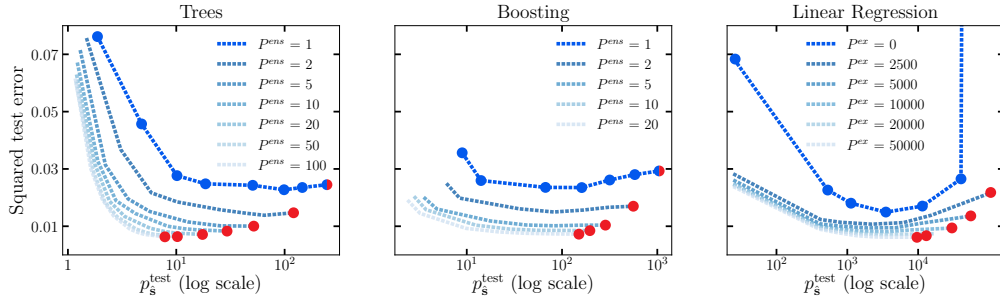 Trees
Squared test error
0.07
0.05
0.03
0.01
P^ens = 1
P^ens = 2
P^ens = 5
P^ens = 10
P^ens = 20
P^ens = 50
P^ens = 100
1
10^1
10^2
p_ŝ^test (log scale)
Boosting
P^ens = 1
P^ens = 2
P^ens = 5
P^ens = 10
P^ens = 20
10^1
10^2
10^3
p_ŝ^test (log scale)
Linear Regression
P^ex = 0
P^ex = 2500
P^ex = 5000
P^ex = 10000
P^ex = 20000
P^ex = 50000
10^2
10^3
10^4
p_ŝ^test (log scale)